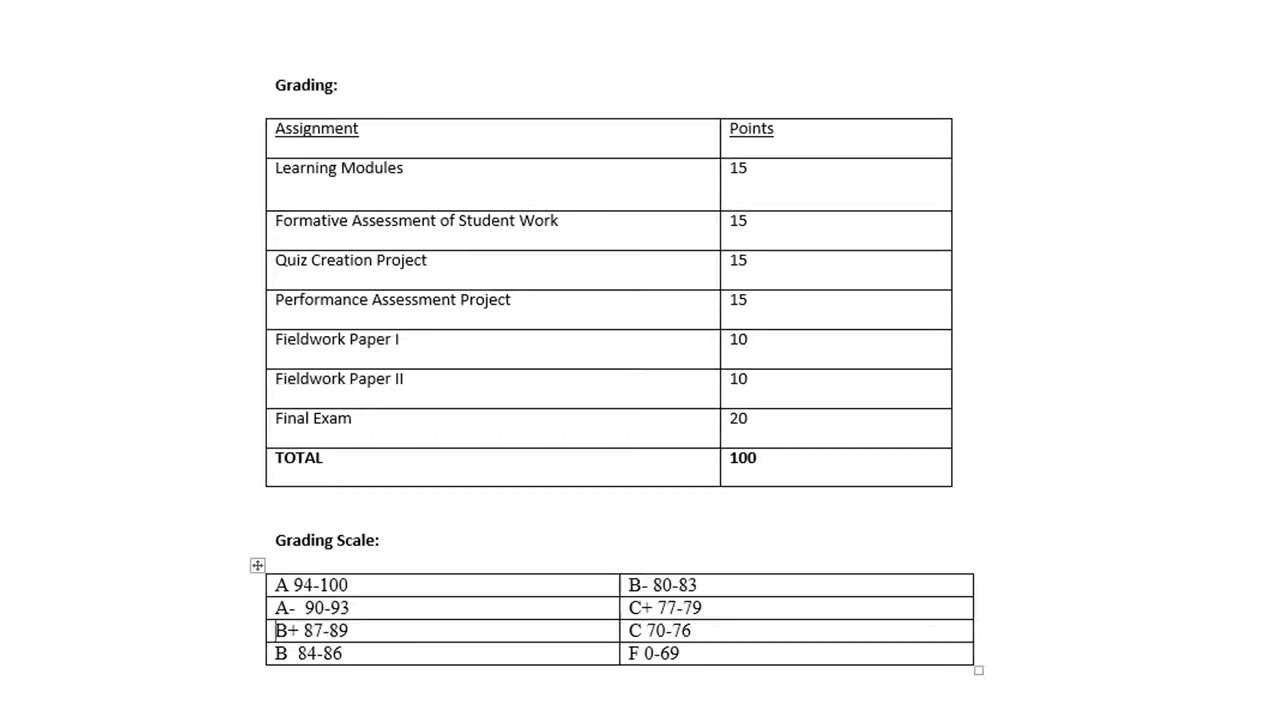 Grading:
Assignment Points
Learning Modules 15
Formative Assessment of Student Work 15
Quiz Creation Project 15
Performance Assessment Project 15
Fieldwork Paper I 10
Fieldwork Paper II 10
Final Exam 20
TOTAL 100
Grading Scale:
A 94-100 B- 80-83
A- 90-93 C+ 77-79
B+ 87-89 C 70-76
B 84-86 F 0-69